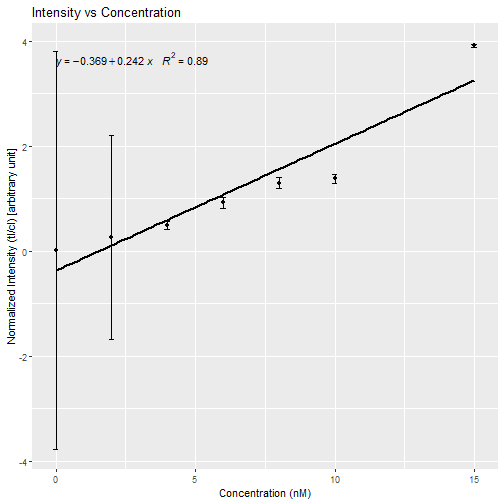 Intensity vs Concentration
y = −0.369 + 0.242 x   R² = 0.89
4
2
0
-2
-4
Normalized Intensity (tl/cl) [arbitrary unit]
0 5 10 15
Concentration (nM)